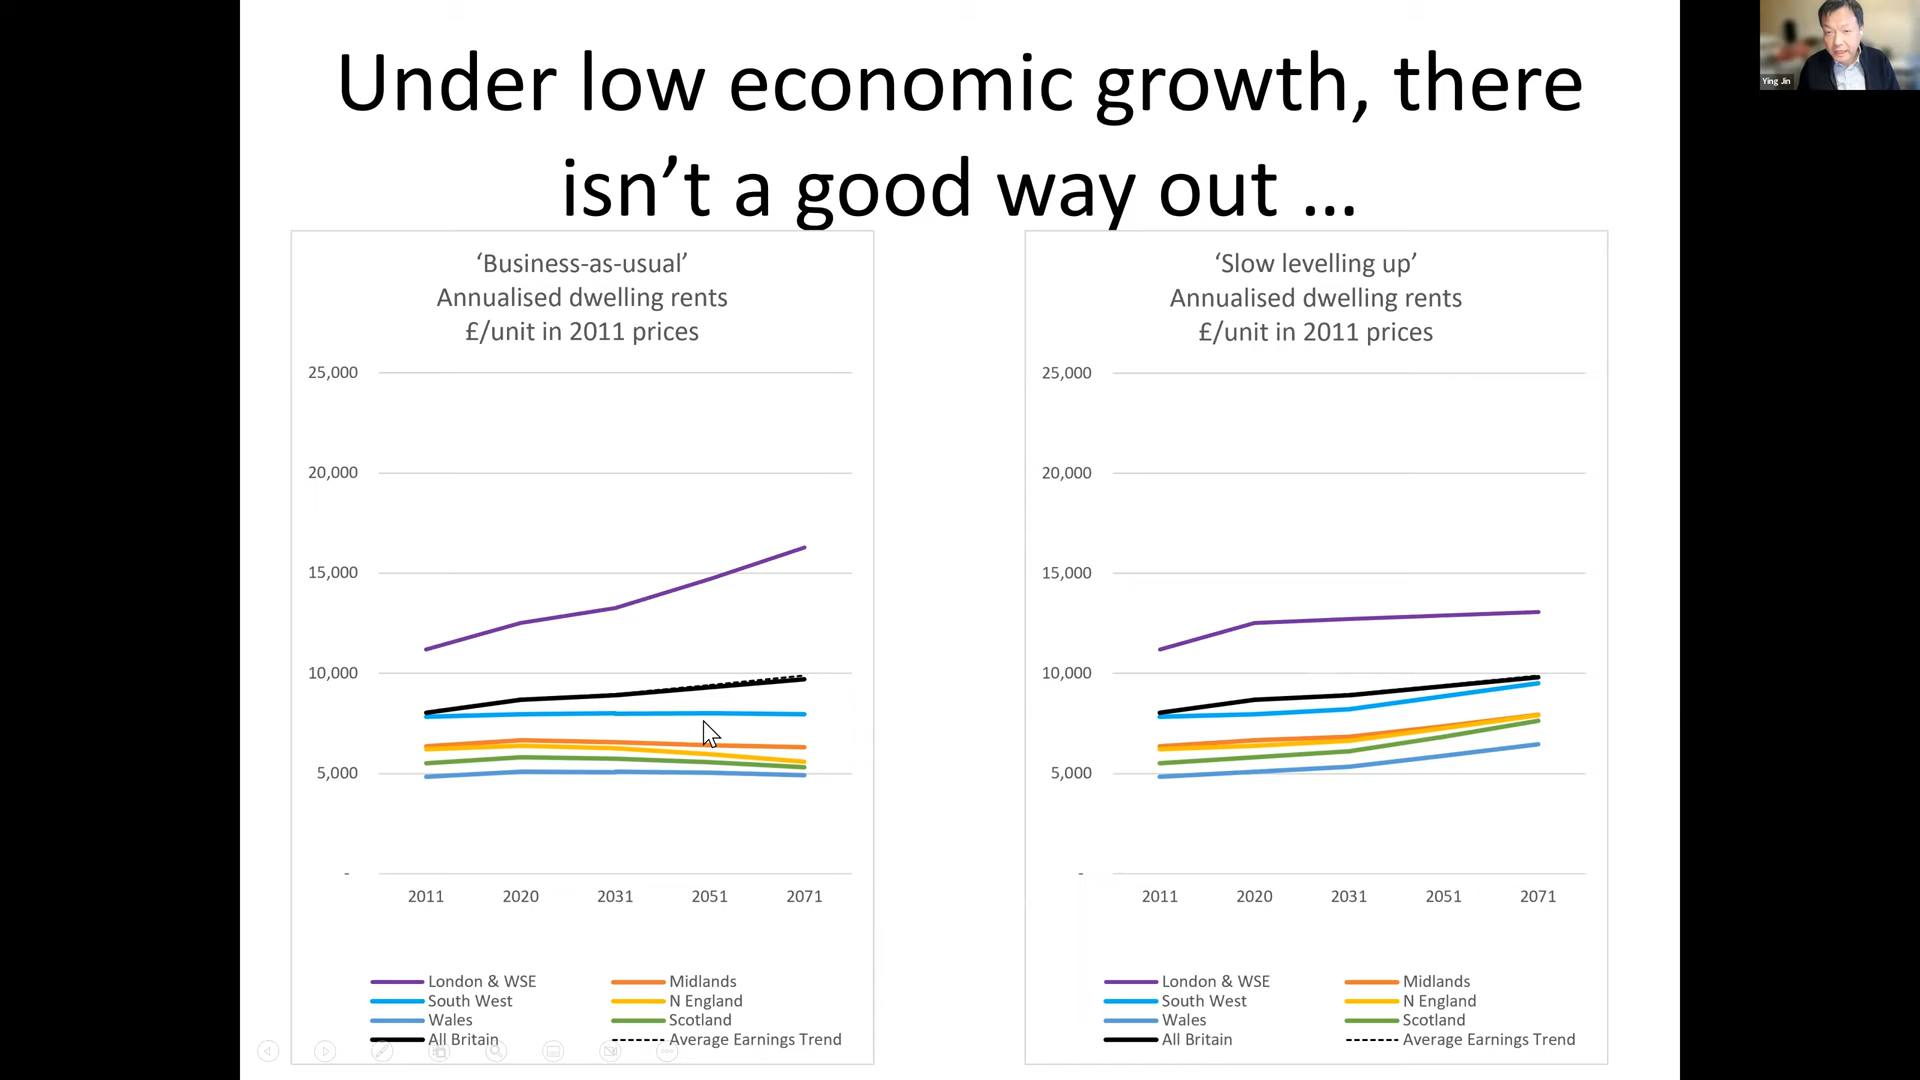 Under low economic growth, there
isn’t a good way out ...
‘Business-as-usual’
Annualised dwelling rents
£/unit in 2011 prices
25,000
20,000
15,000
10,000
5,000
-
2011 2020 2031 2051 2071
London & WSE Midlands
South West N England
Wales Scotland
All Britain Average Earnings Trend
‘Slow levelling up’
Annualised dwelling rents
£/unit in 2011 prices
25,000
20,000
15,000
10,000
5,000
-
2011 2020 2031 2051 2071
London & WSE Midlands
South West N England
Wales Scotland
All Britain Average Earnings Trend
Ying Jin